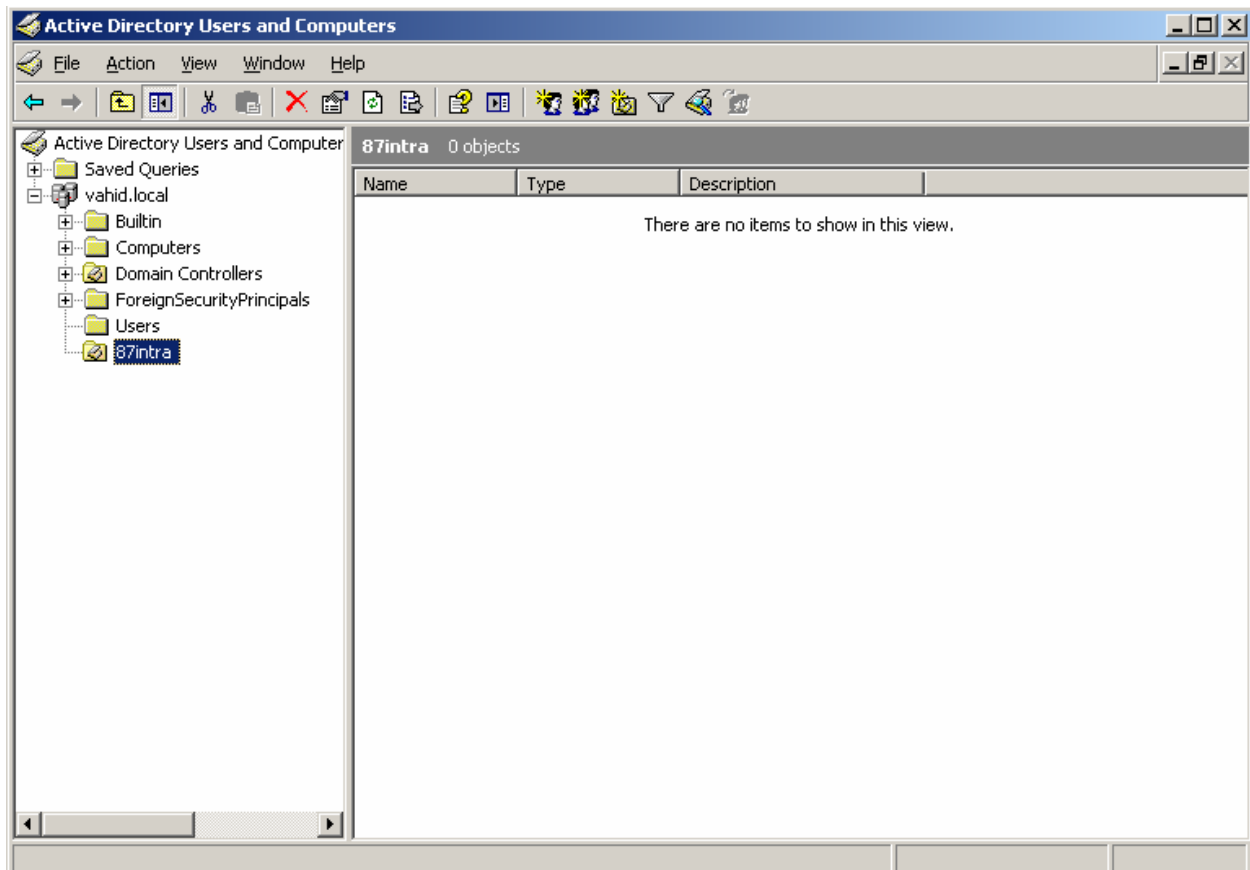 Active Directory Users and Computers
File Action View Window Help
Active Directory Users and Computer
Saved Queries
vahid.local
Builtin
Computers
Domain Controllers
ForeignSecurityPrincipals
Users
87intra
87intra 0 objects
Name Type Description
There are no items to show in this view.